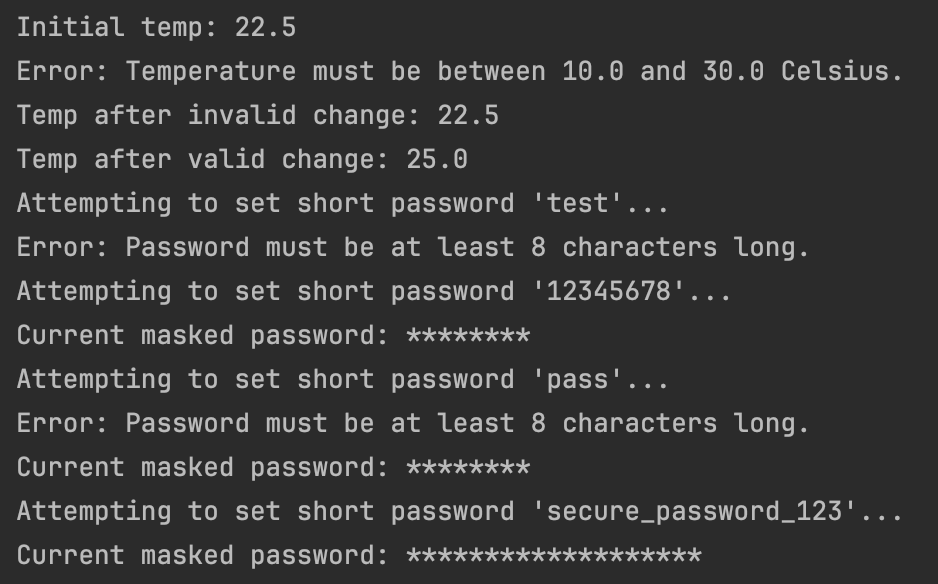 Initial temp: 22.5
Error: Temperature must be between 10.0 and 30.0 Celsius.
Temp after invalid change: 22.5
Temp after valid change: 25.0
Attempting to set short password 'test'...
Error: Password must be at least 8 characters long.
Attempting to set short password '12345678'...
Current masked password: ********
Attempting to set short password 'pass'...
Error: Password must be at least 8 characters long.
Current masked password: ********
Attempting to set short password 'secure_password_123'...
Current masked password: *******************